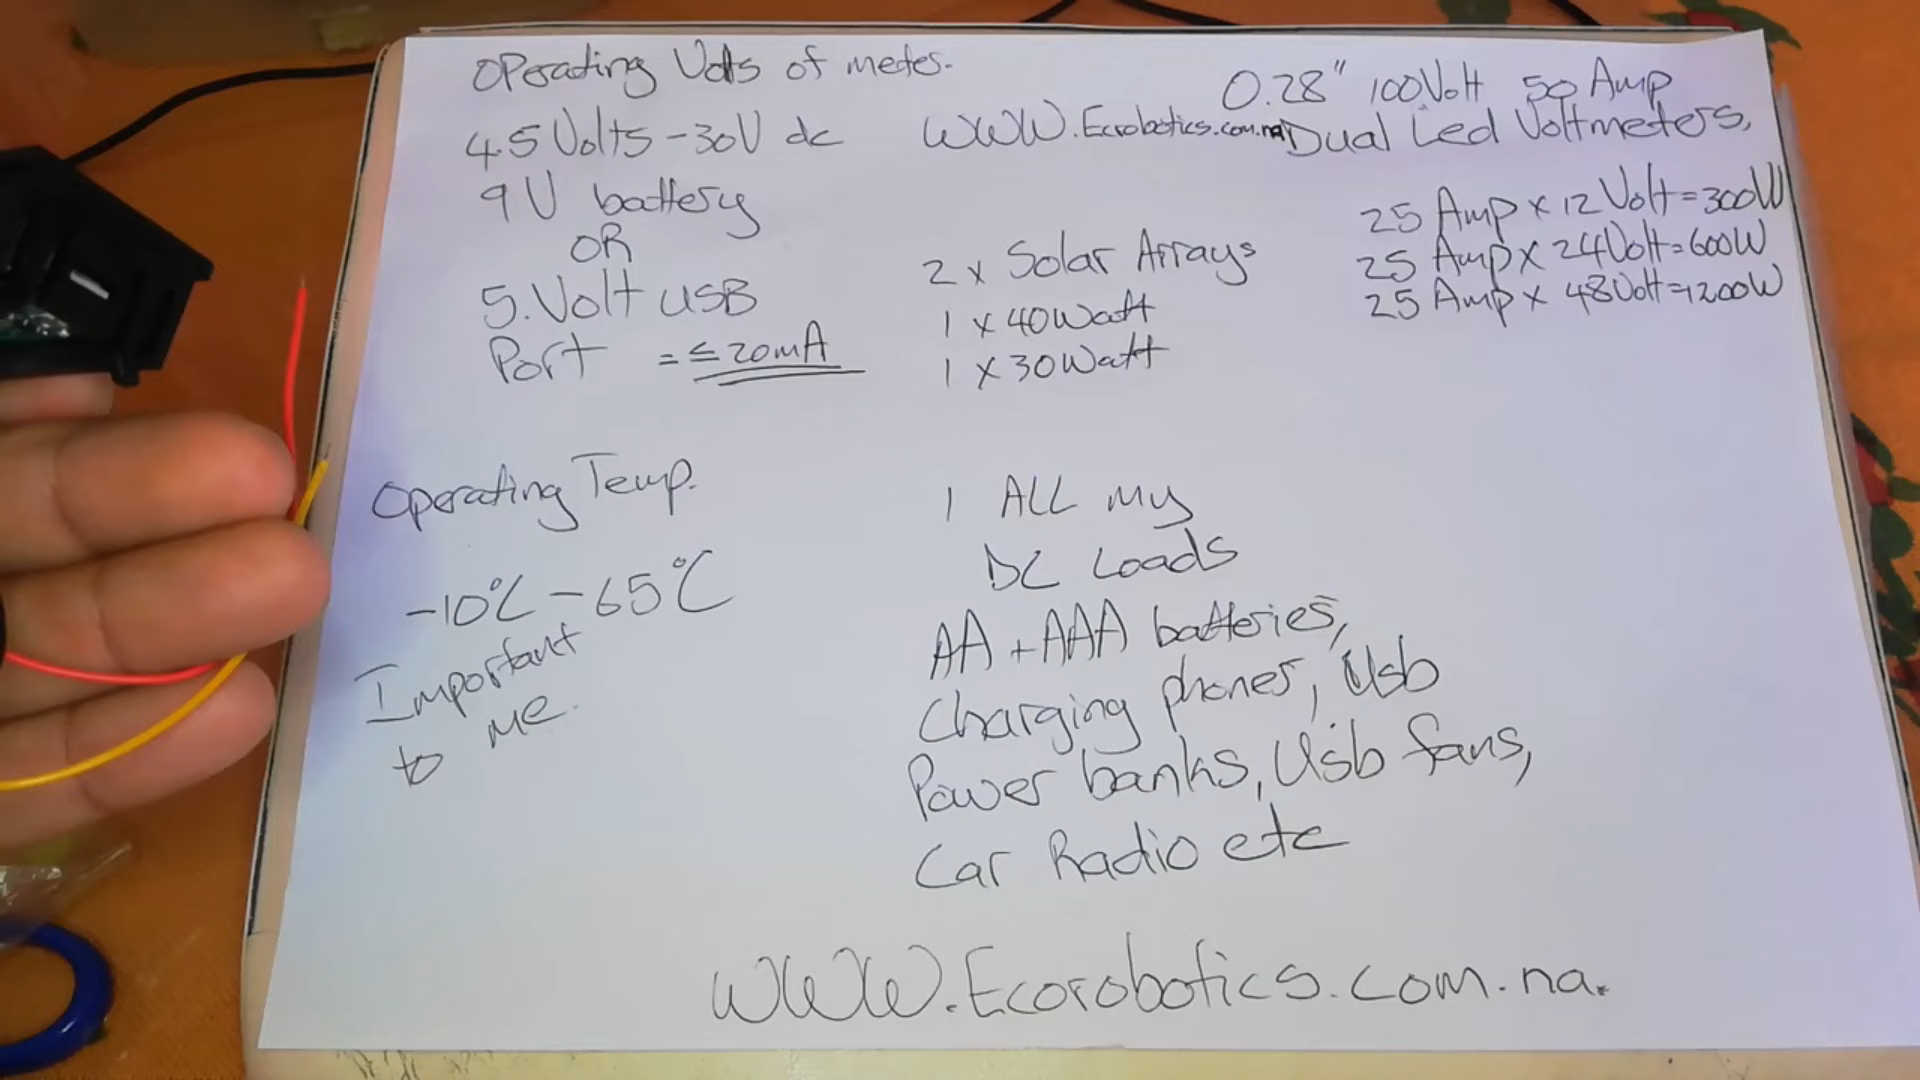 Operating Volts of meter.
4.5 Volts - 30V dc
9V battery
OR
5. Volt USB
Port = ≤ 20mA
WWW.Ecorobotics.com.na
0.28" 100Volt 50 Amp
Dual Led Voltmeters,
25 Amp x 12 Volt = 300W
25 Amp x 24Volt = 600W
25 Amp x 48Volt = 1200W
2 x Solar Arrays
1 x 40Watt
1 x 30Watt
Operating Temp.
-10°C - 65°C
Important
to me.
1 ALL my
DC Loads
AA + AAA batteries,
Charging phones, Usb
Power banks, Usb fans,
Car Radio etc
WWW.Ecorobotics.com.na.